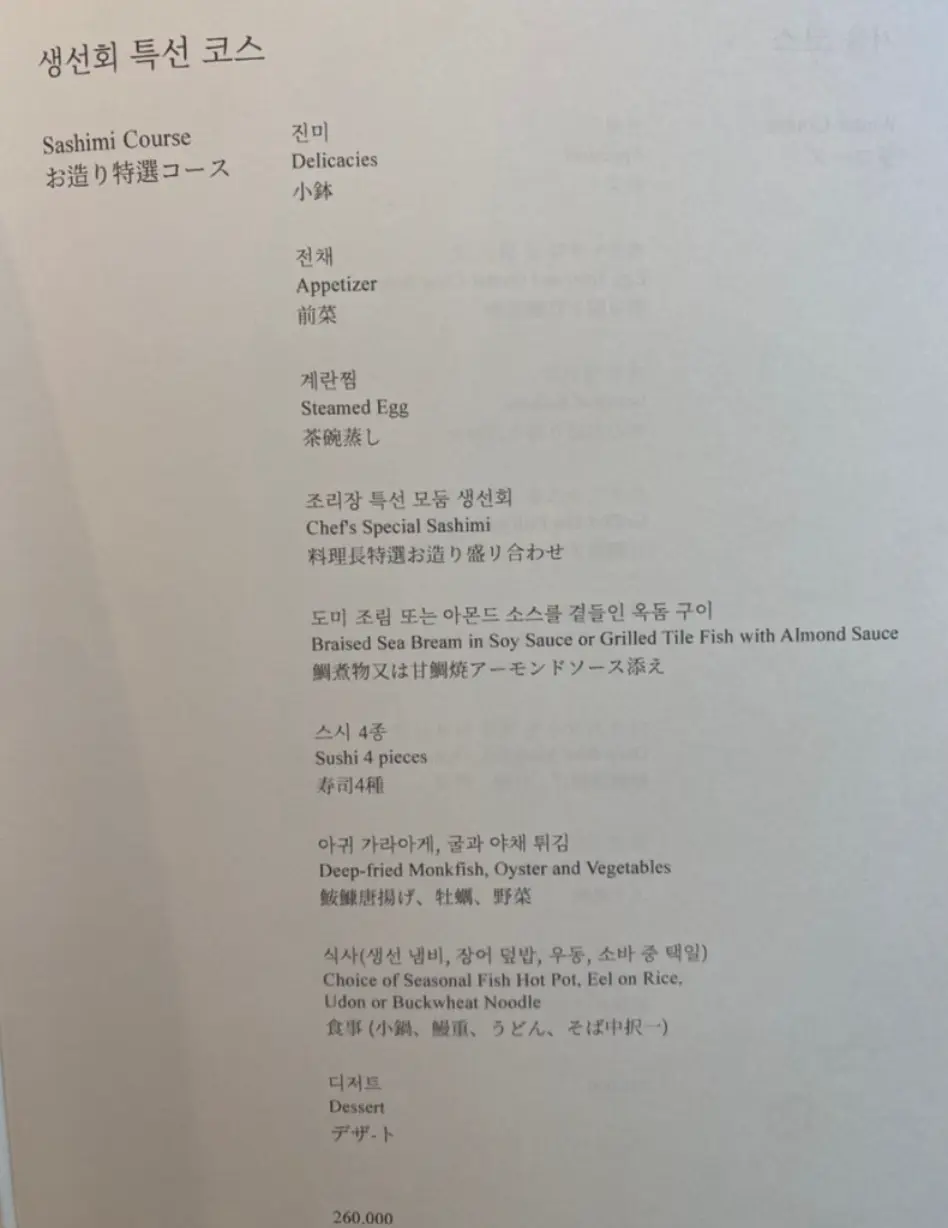 생선회 특선 코스
Sashimi Course
お造り特選コース
진미
Delicacies
小鉢
전채
Appetizer
前菜
계란찜
Steamed Egg
茶碗蒸し
조리장 특선 모둠 생선회
Chef's Special Sashimi
料理長特選お造り盛り合わせ
도미 조림 또는 아몬드 소스를 곁들인 옥돔 구이
Braised Sea Bream in Soy Sauce or Grilled Tile Fish with Almond Sauce
鯛煮物又は甘鯛焼アーモンドソース添え
스시 4종
Sushi 4 pieces
寿司4種
아귀 가라아게, 굴과 야채 튀김
Deep-fried Monkfish, Oyster and Vegetables
鮟鱇唐揚げ、牡蠣、野菜
식사(생선 냄비, 장어 덮밥, 우동, 소바 중 택일)
Choice of Seasonal Fish Hot Pot, Eel on Rice,
Udon or Buckwheat Noodle
食事 (小鍋、鰻重、うどん、そば中択一)
디저트
Dessert
デザ-ト
260.000